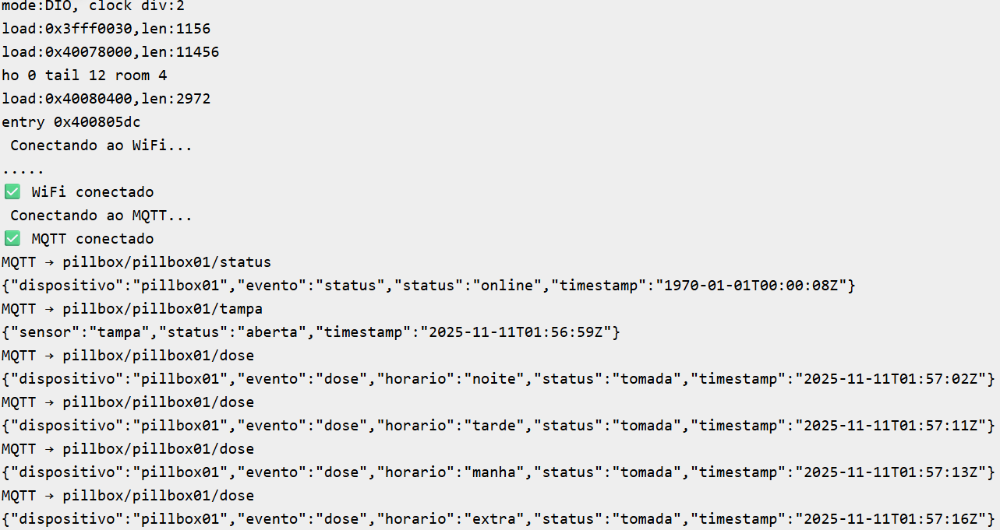 mode:DIO, clock div:2
load:0x3fff0030,len:1156
load:0x40078000,len:11456
ho 0 tail 12 room 4
load:0x40080400,len:2972
entry 0x400805dc
Conectando ao WiFi...
.....
✅ WiFi conectado
Conectando ao MQTT...
✅ MQTT conectado
MQTT → pillbox/pillbox01/status
{"dispositivo":"pillbox01","evento":"status","status":"online","timestamp":"1970-01-01T00:00:08Z"}
MQTT → pillbox/pillbox01/tampa
{"sensor":"tampa","status":"aberta","timestamp":"2025-11-11T01:56:59Z"}
MQTT → pillbox/pillbox01/dose
{"dispositivo":"pillbox01","evento":"dose","horario":"noite","status":"tomada","timestamp":"2025-11-11T01:57:02Z"}
MQTT → pillbox/pillbox01/dose
{"dispositivo":"pillbox01","evento":"dose","horario":"tarde","status":"tomada","timestamp":"2025-11-11T01:57:11Z"}
MQTT → pillbox/pillbox01/dose
{"dispositivo":"pillbox01","evento":"dose","horario":"manha","status":"tomada","timestamp":"2025-11-11T01:57:13Z"}
MQTT → pillbox/pillbox01/dose
{"dispositivo":"pillbox01","evento":"dose","horario":"extra","status":"tomada","timestamp":"2025-11-11T01:57:16Z"}